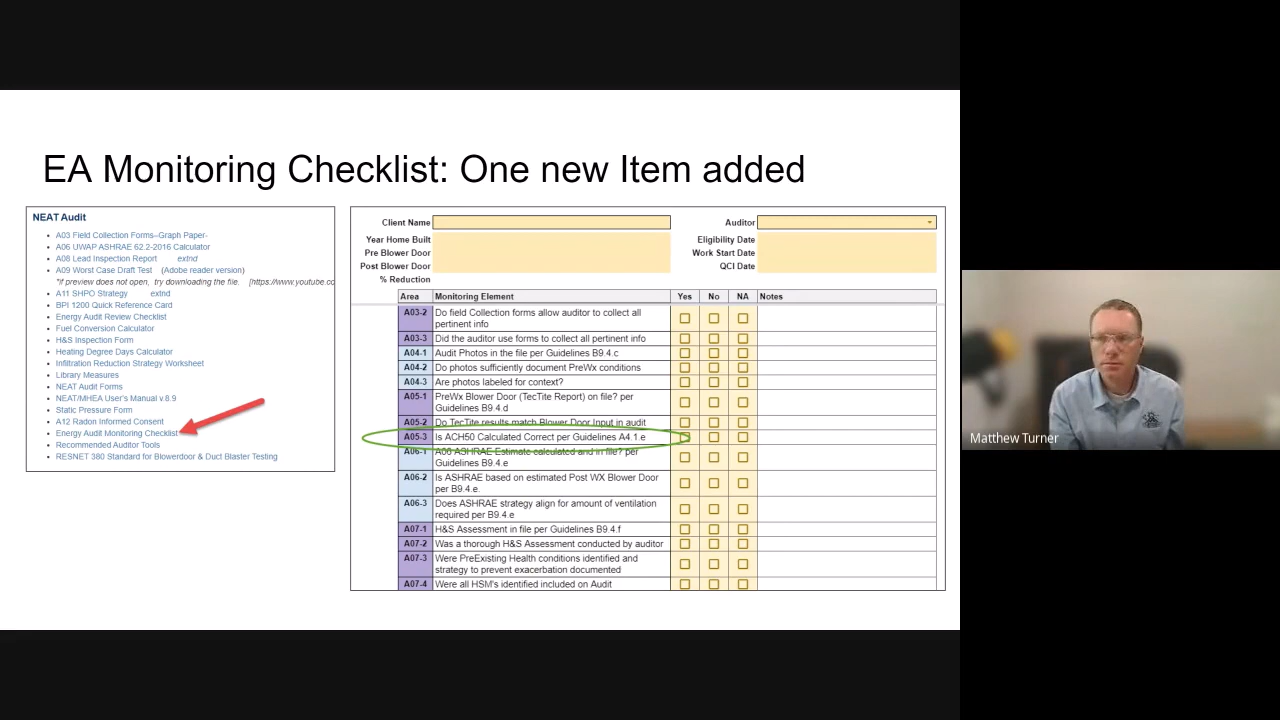 EA Monitoring Checklist: One new Item added
NEAT Audit
A03 Field Collection Forms--Graph Paper-
A06 UWAP ASHRAE 62.2-2016 Calculator
A08 Lead Inspection Report extnd
A09 Worst Case Draft Test (Adobe reader version)
*if preview does not open, try downloading the file. [https://www.youtube.co
A11 SHPO Strategy extnd
BPI 1200 Quick Reference Card
Energy Audit Review Checklist
Fuel Conversion Calculator
H&S Inspection Form
Heating Degree Days Calculator
Infiltration Reduction Strategy Worksheet
Library Measures
NEAT Audit Forms
NEAT/MHEA User's Manual v.8.9
Static Pressure Form
A12 Radon Informed Consent
Energy Audit Monitoring Checklist
Recommended Auditor Tools
RESNET 380 Standard for Blowerdoor & Duct Blaster Testing
Client Name Auditor
Year Home Built Eligibility Date
Pre Blower Door Work Start Date
Post Blower Door QCI Date
% Reduction
Area Monitoring Element Yes No NA Notes
A03-2 Do field Collection forms allow auditor to collect all
pertinent info
A03-3 Did the auditor use forms to collect all pertinent info
A04-1 Audit Photos in the file per Guidelines B9.4.c
A04-2 Do photos sufficiently document PreWx conditions
A04-3 Are photos labeled for context?
A05-1 PreWx Blower Door (TecTite Report) on file? per
Guidelines B9.4.d
A05-2 Do TecTite results match Blower Door Input in audit
A05-3 Is ACH50 Calculated Correct per Guidelines A4.1.e
A06-1 A06 ASHRAE Estimate calculated and in file? per
Guidelines B9.4.e
A06-2 Is ASHRAE based on estimated Post WX Blower Door
per B9.4.e.
A06-3 Does ASHRAE strategy align for amount of ventilation
required per B9.4.e
A07-1 H&S Assessment in file per Guidelines B9.4.f
A07-2 Was a thorough H&S Assessment conducted by auditor
A07-3 Were PreExisting Health conditions identified and
strategy to prevent exacerbation documented
A07-4 Were all HSM's identified included on Audit
Matthew Turner